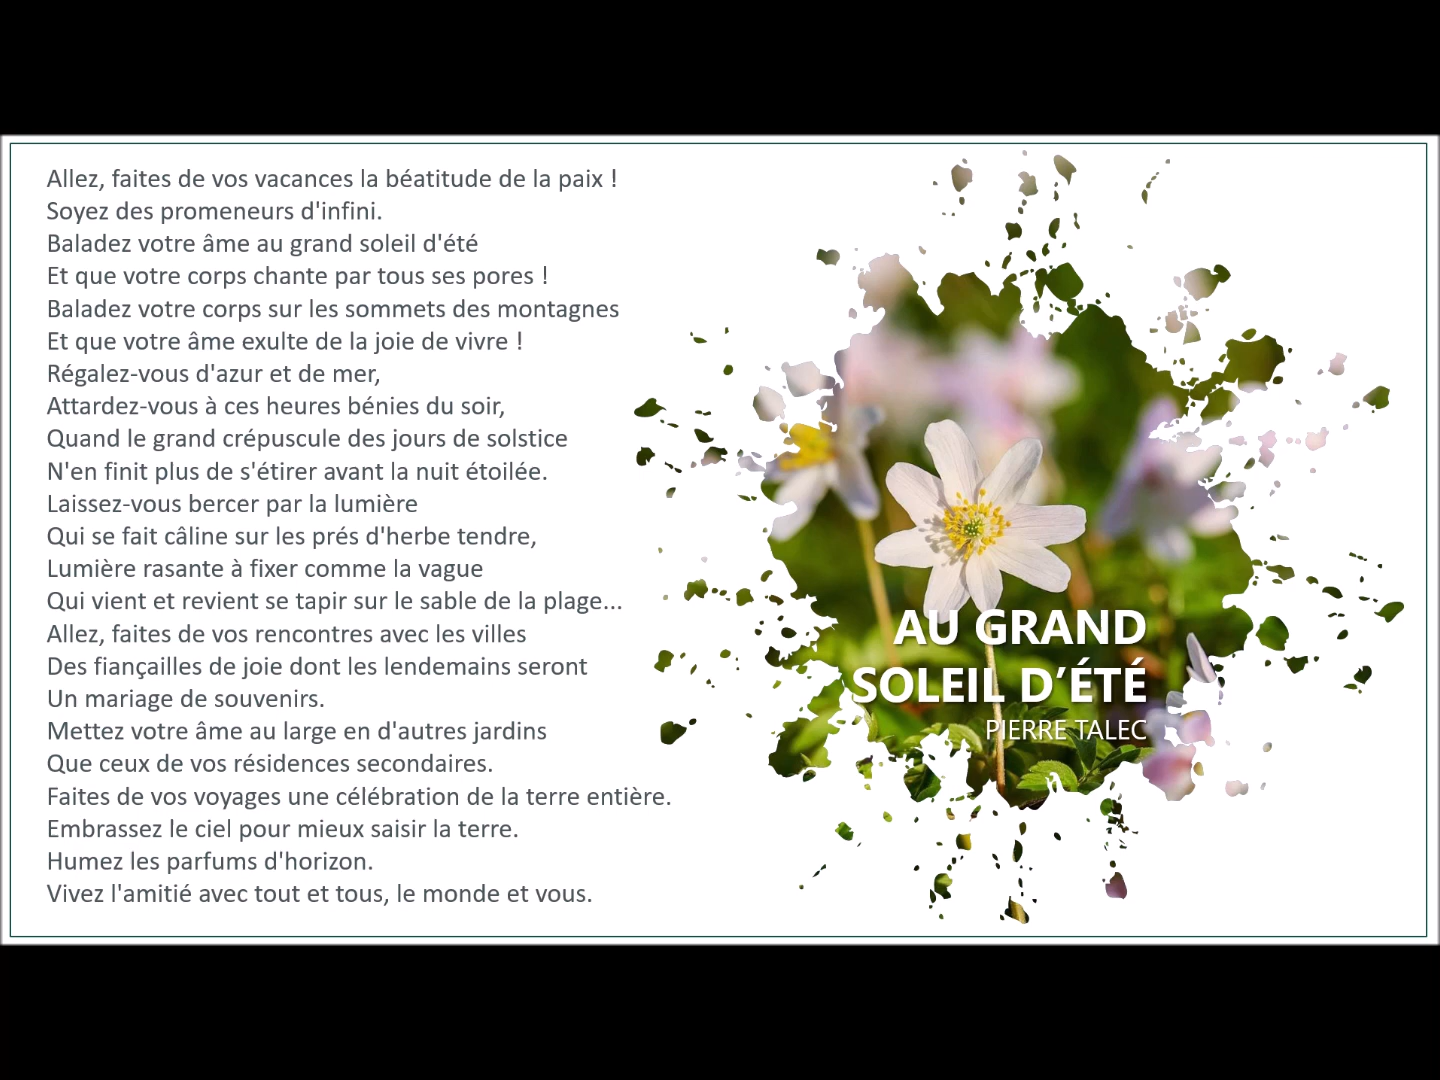 Allez, faites de vos vacances la béatitude de la paix !
Soyez des promeneurs d'infini.
Baladez votre âme au grand soleil d'été
Et que votre corps chante par tous ses pores !
Baladez votre corps sur les sommets des montagnes
Et que votre âme exulte de la joie de vivre !
Régalez-vous d'azur et de mer,
Attardez-vous à ces heures bénies du soir,
Quand le grand crépuscule des jours de solstice
N'en finit plus de s'étirer avant la nuit étoilée.
Laissez-vous bercer par la lumière
Qui se fait câline sur les prés d'herbe tendre,
Lumière rasante à fixer comme la vague
Qui vient et revient se tapir sur le sable de la plage...
Allez, faites de vos rencontres avec les villes
Des fiançailles de joie dont les lendemains seront
Un mariage de souvenirs.
Mettez votre âme au large en d'autres jardins
Que ceux de vos résidences secondaires.
Faites de vos voyages une célébration de la terre entière.
Embrassez le ciel pour mieux saisir la terre.
Humez les parfums d'horizon.
Vivez l'amitié avec tout et tous, le monde et vous.
AU GRAND
SOLEIL D’ÉTÉ
PIERRE TALEC